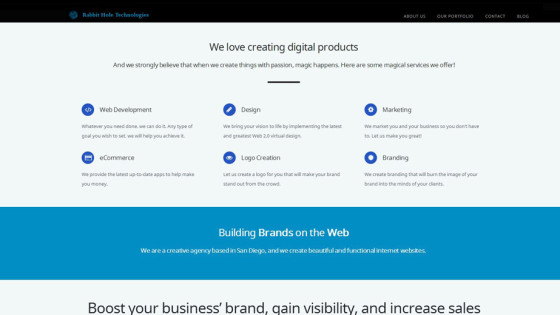 Rabbit Hole Technologies
ABOUT US OUR PORTFOLIO CONTACT BLOG
We love creating digital products
And we strongly believe that when we create things with passion, magic happens. Here are some magical services we offer!
Web Development
Whatever you need done, we can do it. Any type of
goal you wish to set, we will help you achieve it.
Design
We bring your vision to life by implementing the latest
and greatest Web 2.0 virtual design.
Marketing
We market you and your business so you don't have
to. Let us make you great!
eCommerce
We provide the latest up-to-date apps to help make
you money.
Logo Creation
Let us create a logo for you that will make your brand
stand out from the crowd.
Branding
We create branding that will burn the image of your
brand into the minds of your clients.
Building Brands on the Web
We are a creative agency based in San Diego, and we create beautiful and functional internet websites.
Boost your business’ brand, gain visibility, and increase sales